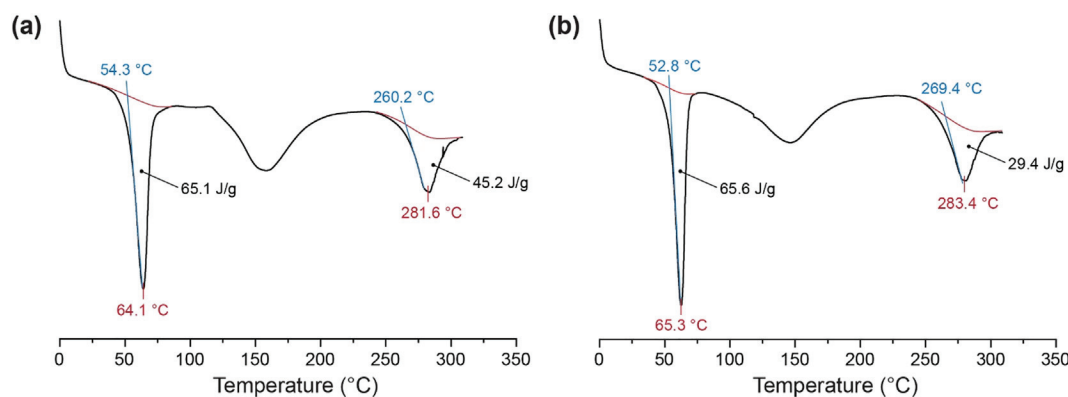 (a)
54.3 °C
260.2 °C
65.1 J/g
45.2 J/g
281.6 °C
64.1 °C
0 50 100 150 200 250 300 350
Temperature (°C)
(b)
52.8 °C
269.4 °C
65.6 J/g
29.4 J/g
283.4 °C
65.3 °C
0 50 100 150 200 250 300 350
Temperature (°C)